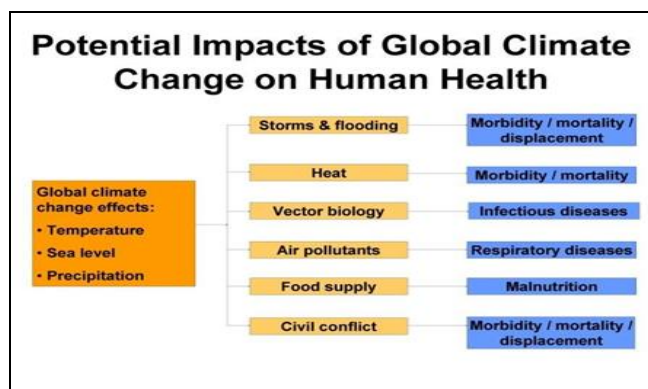 Potential Impacts of Global Climate
Change on Human Health
Global climate
change effects:
• Temperature
• Sea level
• Precipitation
Storms & flooding
Morbidity / mortality /
displacement
Heat
Morbidity / mortality
Vector biology
Infectious diseases
Air pollutants
Respiratory diseases
Food supply
Malnutrition
Civil conflict
Morbidity / mortality /
displacement